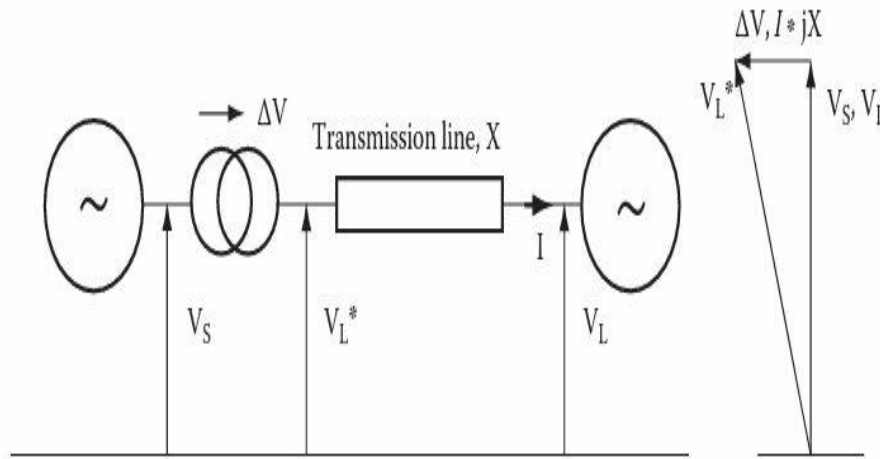 ΔV, I * jX
V_L*
V_S, V_L
ΔV
Transmission line, X
~
~
I
V_S
V_L*
V_L